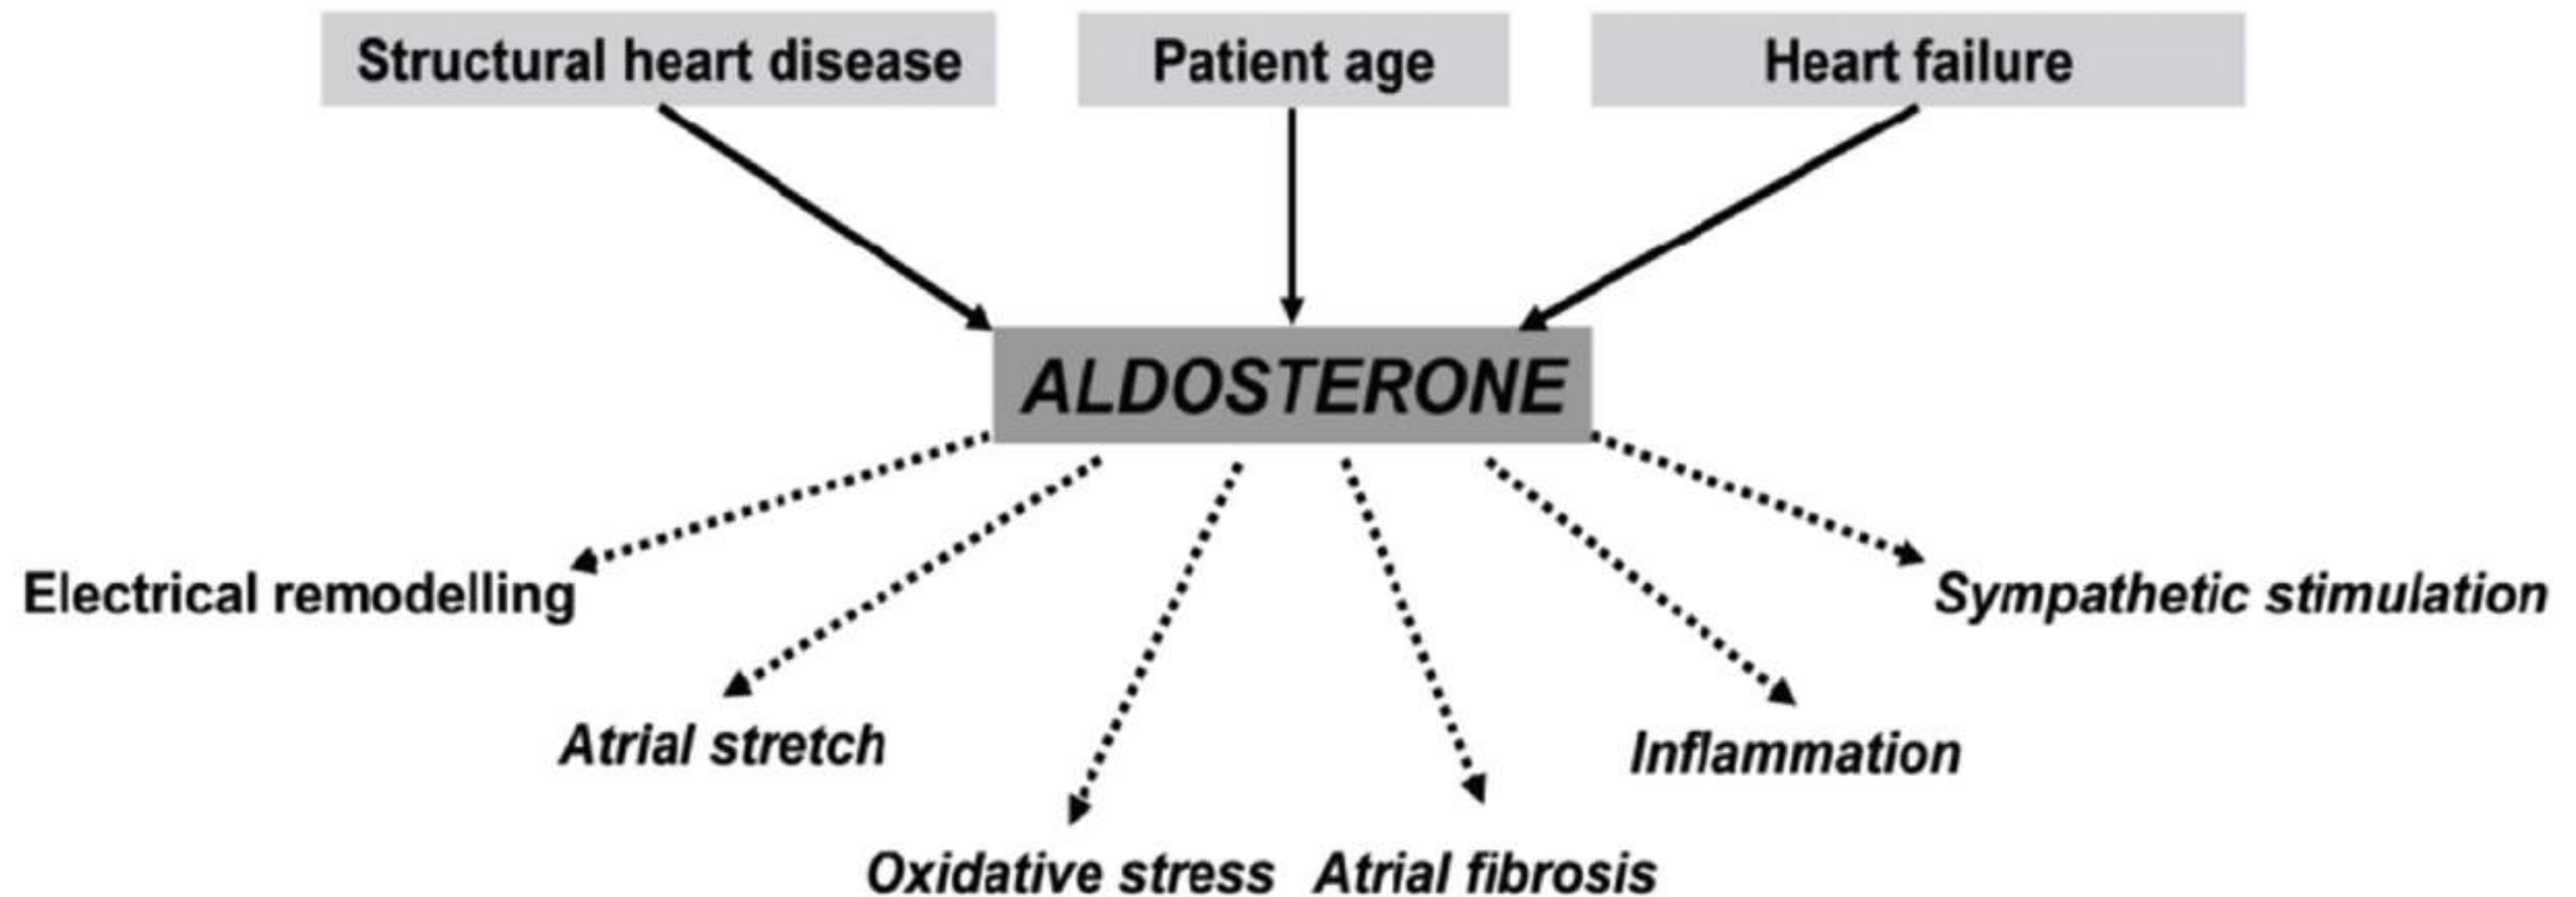 Structural heart disease
Patient age
Heart failure
ALDOSTERONE
Electrical remodelling
Sympathetic stimulation
Atrial stretch
Inflammation
Oxidative stress
Atrial fibrosis